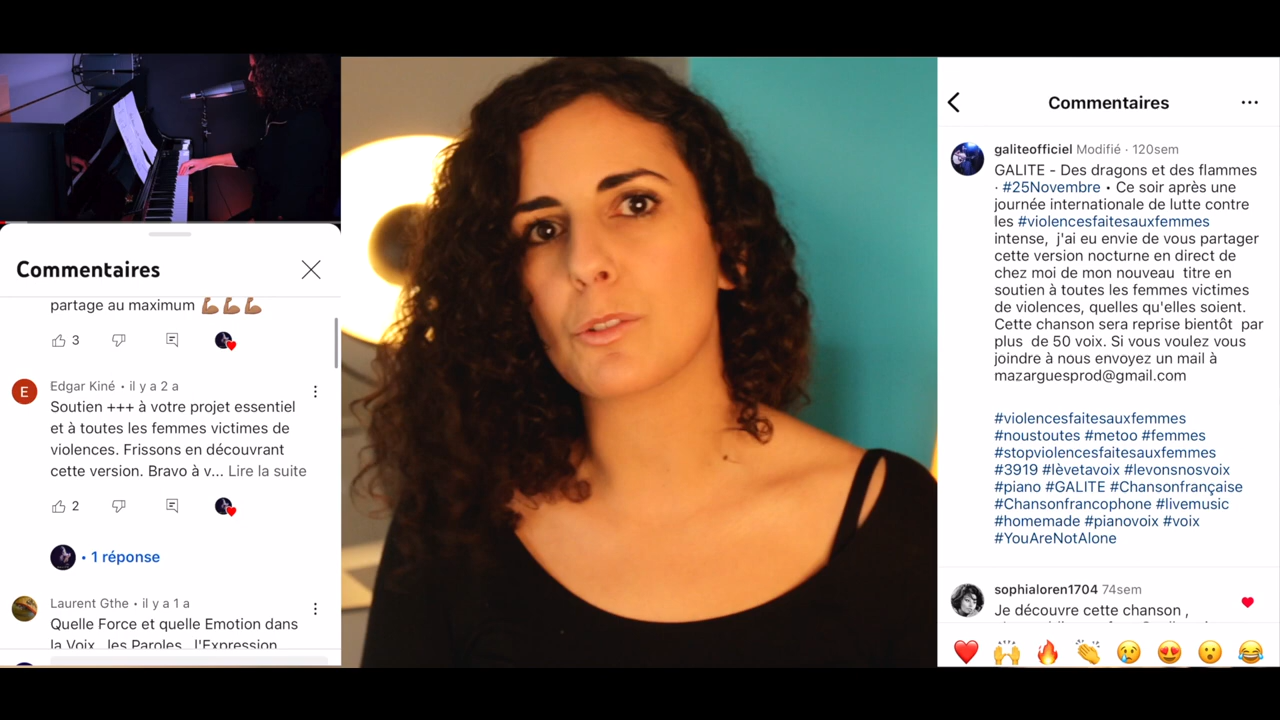 Commentaires
partage au maximum 💪🏽💪🏽💪🏽
3
E
Edgar Kiné • il y a 2 a
Soutien +++ à votre projet essentiel
et à toutes les femmes victimes de
violences. Frissons en découvrant
cette version. Bravo à v... Lire la suite
2
• 1 réponse
Laurent Gthe • il y a 1 a
Quelle Force et quelle Emotion dans
la Voix , les Paroles , l'Expression
Commentaires
galiteofficiel Modifié · 120sem
GALITE - Des dragons et des flammes
· #25Novembre • Ce soir après une
journée internationale de lutte contre
les #violencesfaitesauxfemmes
intense, j'ai eu envie de vous partager
cette version nocturne en direct de
chez moi de mon nouveau titre en
soutien à toutes les femmes victimes
de violences, quelles qu'elles soient.
Cette chanson sera reprise bientôt par
plus de 50 voix. Si vous voulez vous
joindre à nous envoyez un mail à
mazarguesprod@gmail.com
#violencesfaitesauxfemmes
#noustoutes #metoo #femmes
#stopviolencesfaitesauxfemmes
#3919 #lèvetavoix #levonsnosvoix
#piano #GALITE #Chansonfrançaise
#Chansonfrancophone #livemusic
#homemade #pianovoix #voix
#YouAreNotAlone
sophialoren1704 74sem
Je découvre cette chanson ,
❤️🙌🔥👏😢😍😮😂